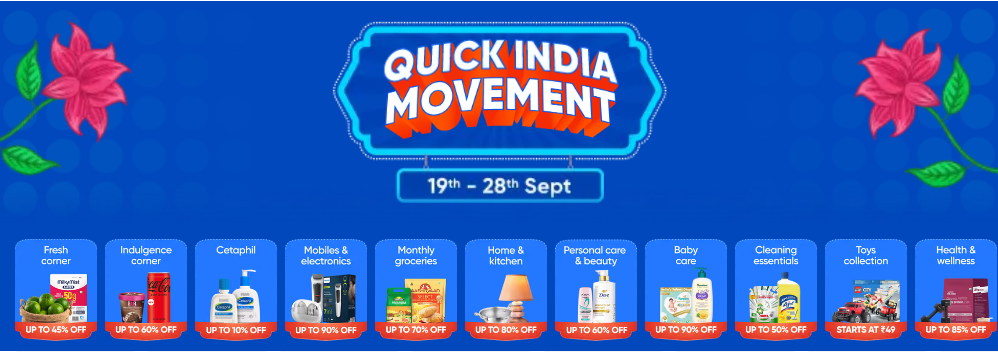 QUICK INDIA
MOVEMENT
19th - 28th Sept
Fresh
corner
UP TO 45% OFF
Indulgence
corner
UP TO 60% OFF
Cetaphil
UP TO 10% OFF
Mobiles &
electronics
UP TO 90% OFF
Monthly
groceries
UP TO 70% OFF
Home &
kitchen
UP TO 80% OFF
Personal care
& beauty
Dove
UP TO 60% OFF
Baby
care
UP TO 90% OFF
Cleaning
essentials
UP TO 50% OFF
Toys
collection
STARTS AT ₹49
Health &
wellness
UP TO 85% OFF